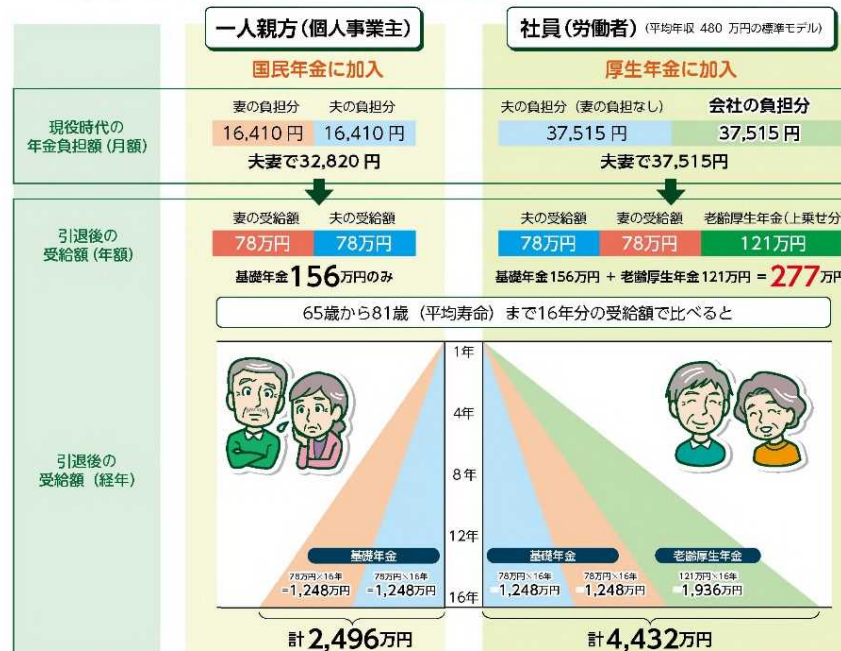 一人親方（個人事業主）
社員（労働者）（平均年収 480 万円の標準モデル）
国民年金に加入
厚生年金に加入
現役時代の
年金負担額（月額）
妻の負担分 夫の負担分
16,410 円 16,410 円
夫妻で32,820 円
夫の負担分（妻の負担なし） 会社の負担分
37,515 円 37,515 円
夫妻で37,515円
引退後の
受給額（年額）
妻の受給額 夫の受給額
78万円 78万円
基礎年金156万円のみ
夫の受給額 妻の受給額 老齢厚生年金（上乗せ分）
78万円 78万円 121万円
基礎年金156万円 + 老齢厚生年金121万円 = 277万円
65歳から81歳（平均寿命）まで16年分の受給額で比べると
引退後の
受給額（経年）
1年
4年
8年
12年
16年
基礎年金
78万円×16年 78万円×16年
=1,248万円 =1,248万円
計2,496万円
基礎年金 老齢厚生年金
78万円×16年 78万円×16年 121万円×16年
1,248万円 1,248万円 1,936万円
計4,432万円